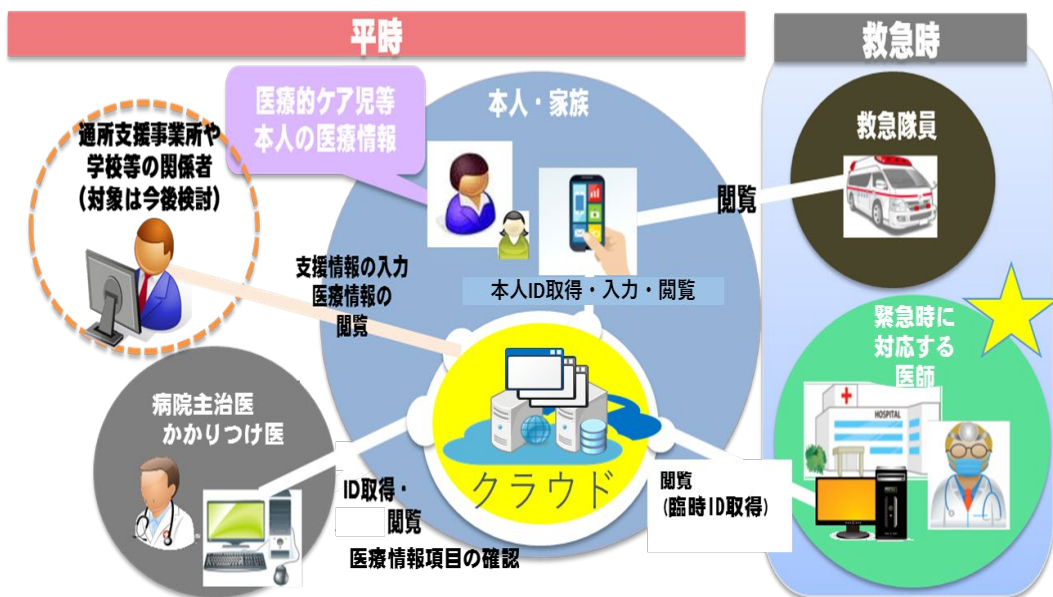 平時
救急時
医療的ケア児等
本人の医療情報
本人・家族
通所支援事業所や
学校等の関係者
(対象は今後検討)
救急隊員
閲覧
支援情報の入力
医療情報の
閲覧
本人ID取得・入力・閲覧
緊急時に
対応する
医師
HOSPITAL
病院主治医
かかりつけ医
クラウド
ID取得・
閲覧
医療情報項目の確認
閲覧
(臨時ID取得)